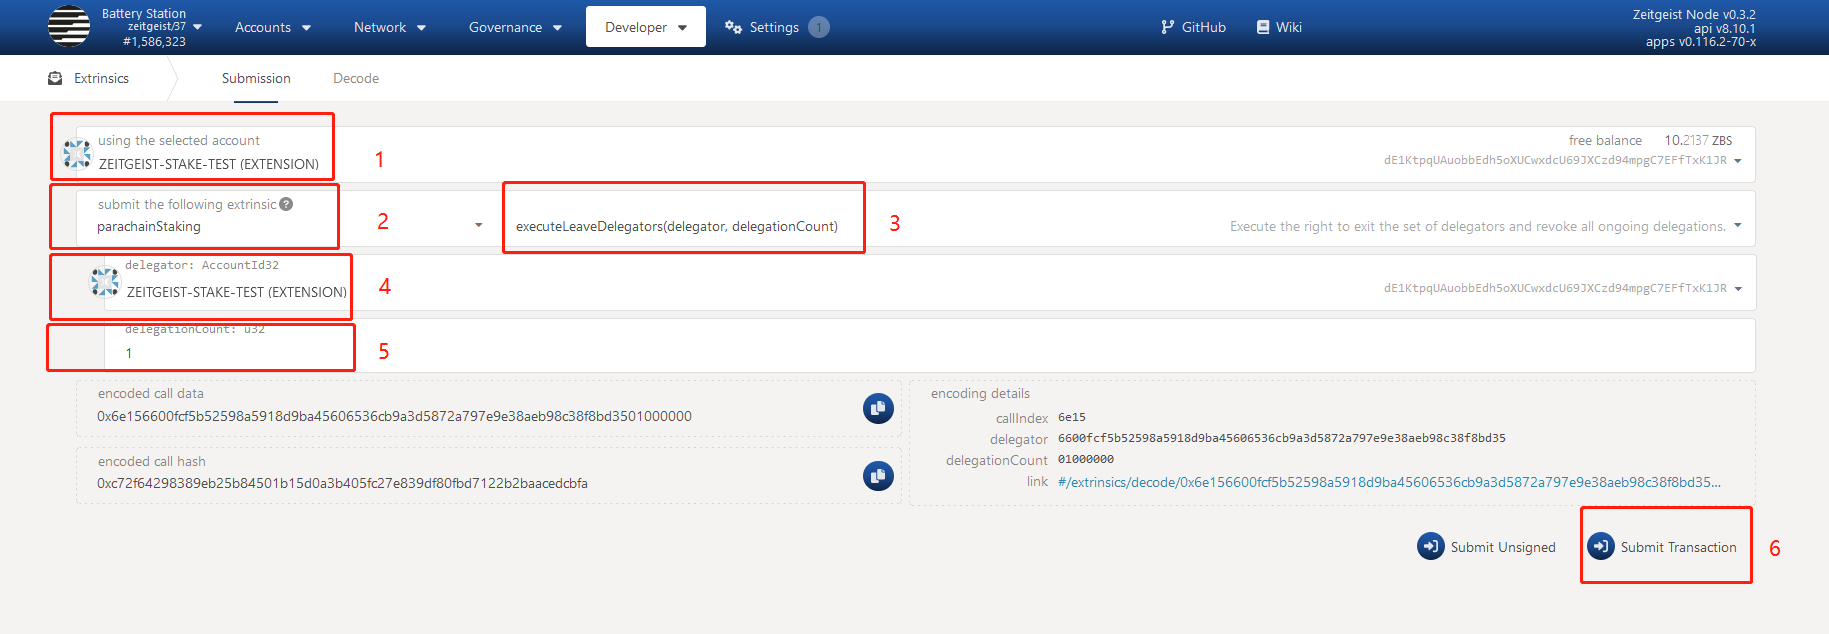 Battery Station
zeitgeist/37
#1,586,323
Accounts
Network
Governance
Developer
Settings 1
GitHub
Wiki
Zeitgeist Node v0.3.2
api v8.10.1
apps v0.116.2-70-x
Extrinsics
Submission
Decode
using the selected account
ZEITGEIST-STAKE-TEST (EXTENSION)
1
free balance 10.2137 ZBS
dE1KtpqUAuobbEdh5oXUCwxdcU69JXCzd94mpgC7EFfTxK1JR
submit the following extrinsic ?
parachainStaking
2
executeLeaveDelegators(delegator, delegationCount)
3
Execute the right to exit the set of delegators and revoke all ongoing delegations.
delegator: AccountId32
ZEITGEIST-STAKE-TEST (EXTENSION)
4
dE1KtpqUAuobbEdh5oXUCwxdcU69JXCzd94mpgC7EFfTxK1JR
delegationCount: u32
1
5
encoded call data
0x6e156600fcf5b52598a5918d9ba45606536cb9a3d5872a797e9e38aeb98c38f8bd3501000000
encoded call hash
0xc72f64298389eb25b84501b15d0a3b405fc27e839df80fbd7122b2baacedcbfa
encoding details
callIndex 6e15
delegator 6600fcf5b52598a5918d9ba45606536cb9a3d5872a797e9e38aeb98c38f8bd35
delegationCount 01000000
link #/extrinsics/decode/0x6e156600fcf5b52598a5918d9ba45606536cb9a3d5872a797e9e38aeb98c38f8bd35...
Submit Unsigned
Submit Transaction
6